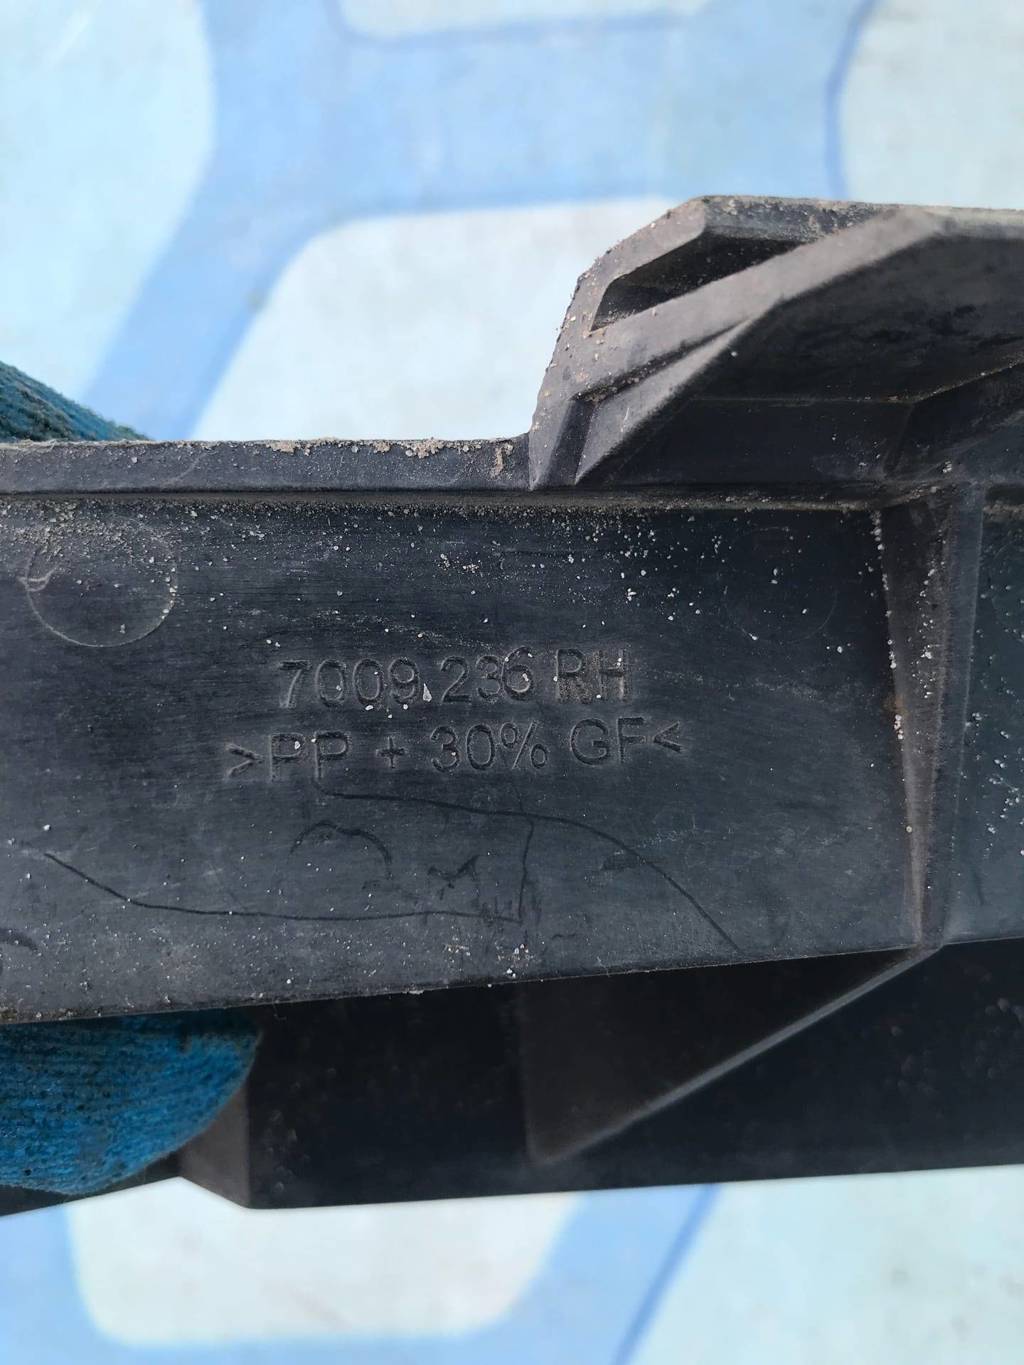 7009.236 RH
>PP + 30% GF<